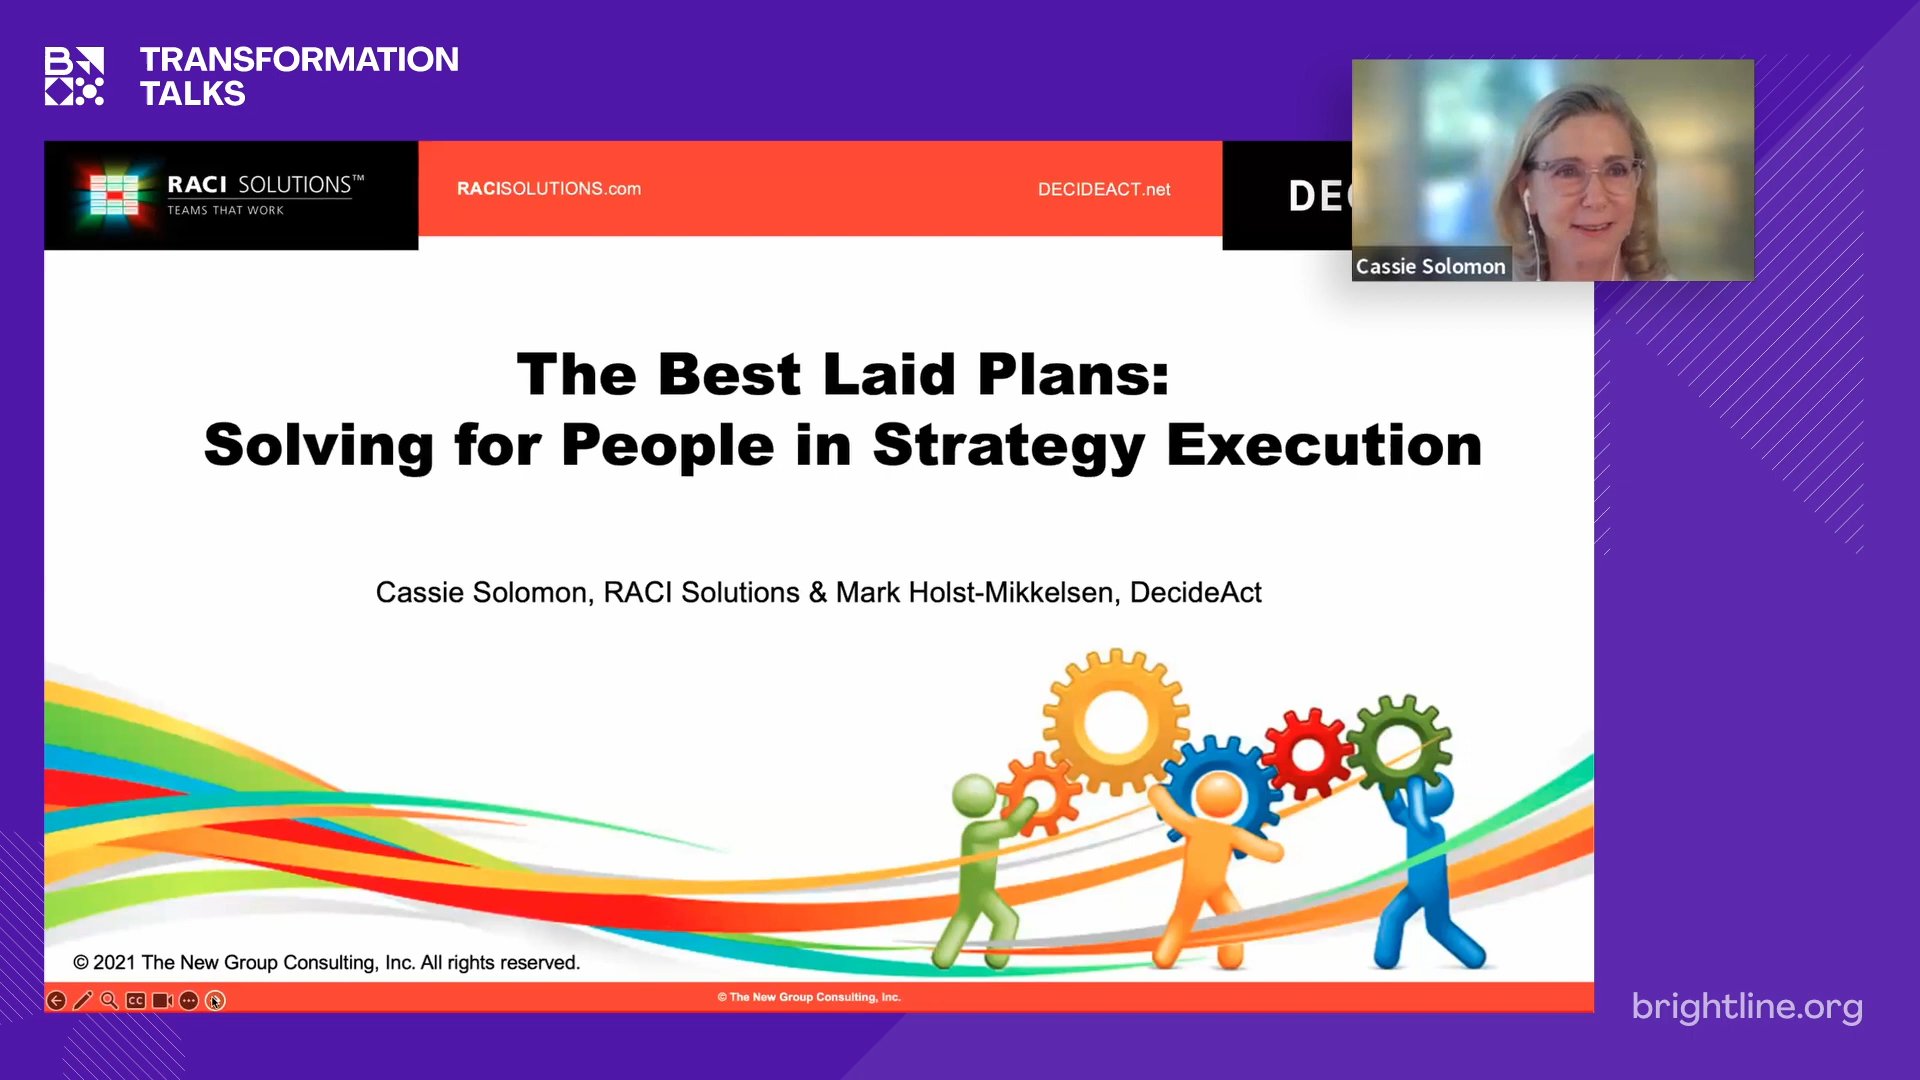 TRANSFORMATION
TALKS
RACI SOLUTIONS™
TEAMS THAT WORK
RACISOLUTIONS.com
DECIDEACT.net
Cassie Solomon
The Best Laid Plans:
Solving for People in Strategy Execution
Cassie Solomon, RACI Solutions & Mark Holst-Mikkelsen, DecideAct
© 2021 The New Group Consulting, Inc. All rights reserved.
CC
© The New Group Consulting, Inc.
brightline.org